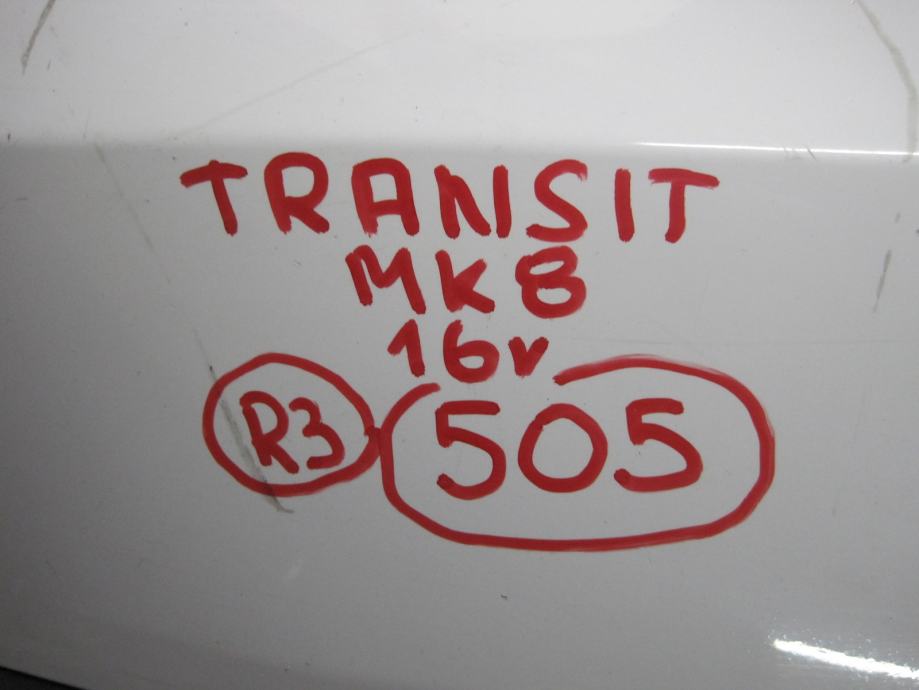 TRANSIT
MK8
16v
R3 505